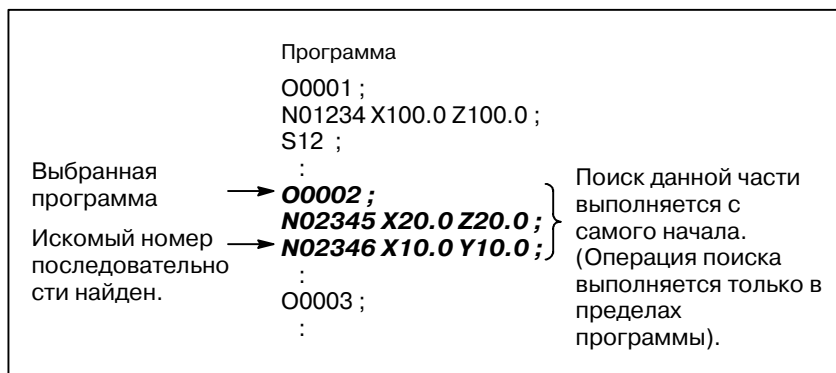 Программа
O0001 ;
N01234 X100.0 Z100.0 ;
S12 ;
:
Выбранная
программа
O0002 ;
N02345 X20.0 Z20.0 ;
N02346 X10.0 Y10.0 ;
Искомый номер
последовательно
сти найден.
:
O0003 ;
:
Поиск данной части
выполняется с
самого начала.
(Операция поиска
выполняется только в
пределах
программы).